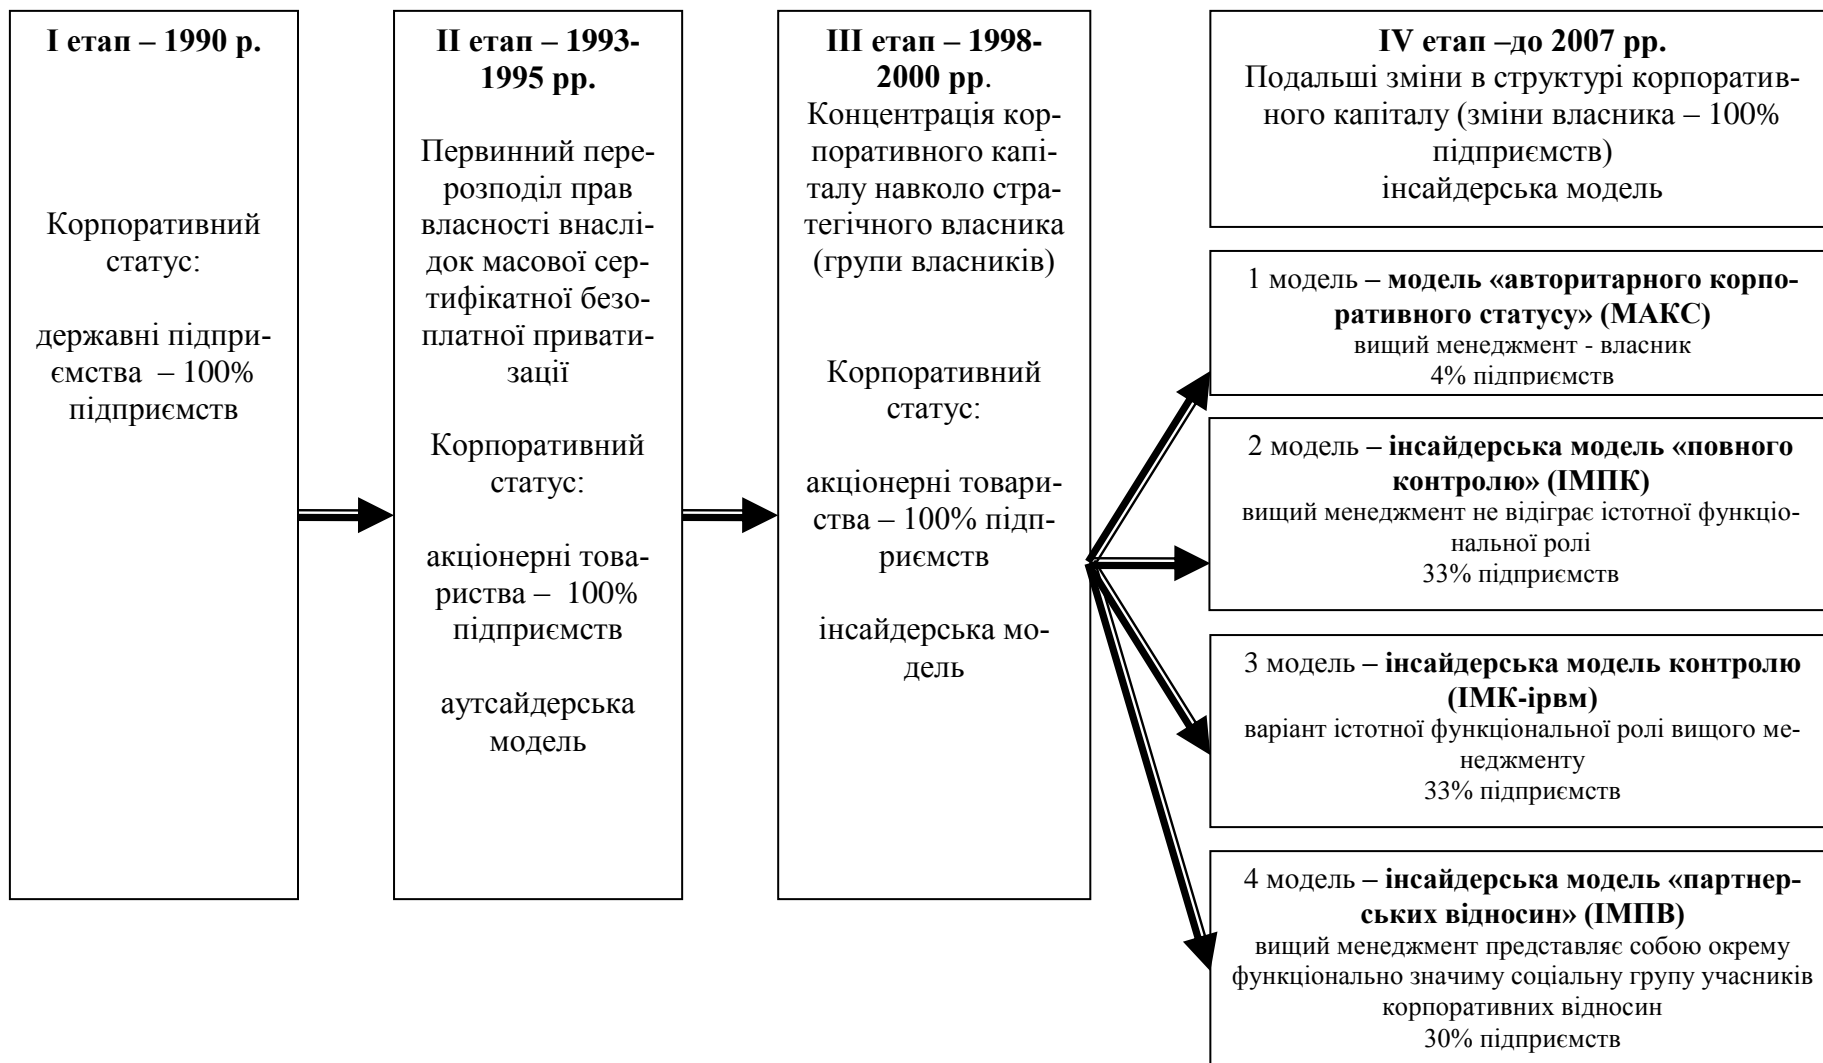 І етап – 1990 р.
Корпоративний
статус:
державні підпри-
ємства – 100%
підприємств
ІІ етап – 1993-
1995 рр.
Первинний пере-
розподіл прав
власності внаслі-
док масової сер-
тифікатної безо-
платної привати-
зації
Корпоративний
статус:
акціонерні това-
риства – 100%
підприємств
аутсайдерська
модель
ІІІ етап – 1998-
2000 рр.
Концентрація кор-
поративного капі-
талу навколо стра-
тегічного власника
(групи власників)
Корпоративний
статус:
акціонерні товари-
ства – 100% підп-
риємств
інсайдерська мо-
дель
IV етап –до 2007 рр.
Подальші зміни в структурі корпоратив-
ного капіталу (зміни власника – 100%
підприємств)
інсайдерська модель
1 модель – модель «авторитарного корпо-
ративного статусу» (МАКС)
вищий менеджмент - власник
4% підприємств
2 модель – інсайдерська модель «повного
контролю» (ІМПК)
вищий менеджмент не відіграє істотної функціо-
нальної ролі
33% підприємств
3 модель – інсайдерська модель контролю
(ІМК-ірвм)
варіант істотної функціональної ролі вищого ме-
неджменту
33% підприємств
4 модель – інсайдерська модель «партнер-
ських відносин» (ІМПВ)
вищий менеджмент представляє собою окрему
функціонально значиму соціальну групу учасників
корпоративних відносин
30% підприємств